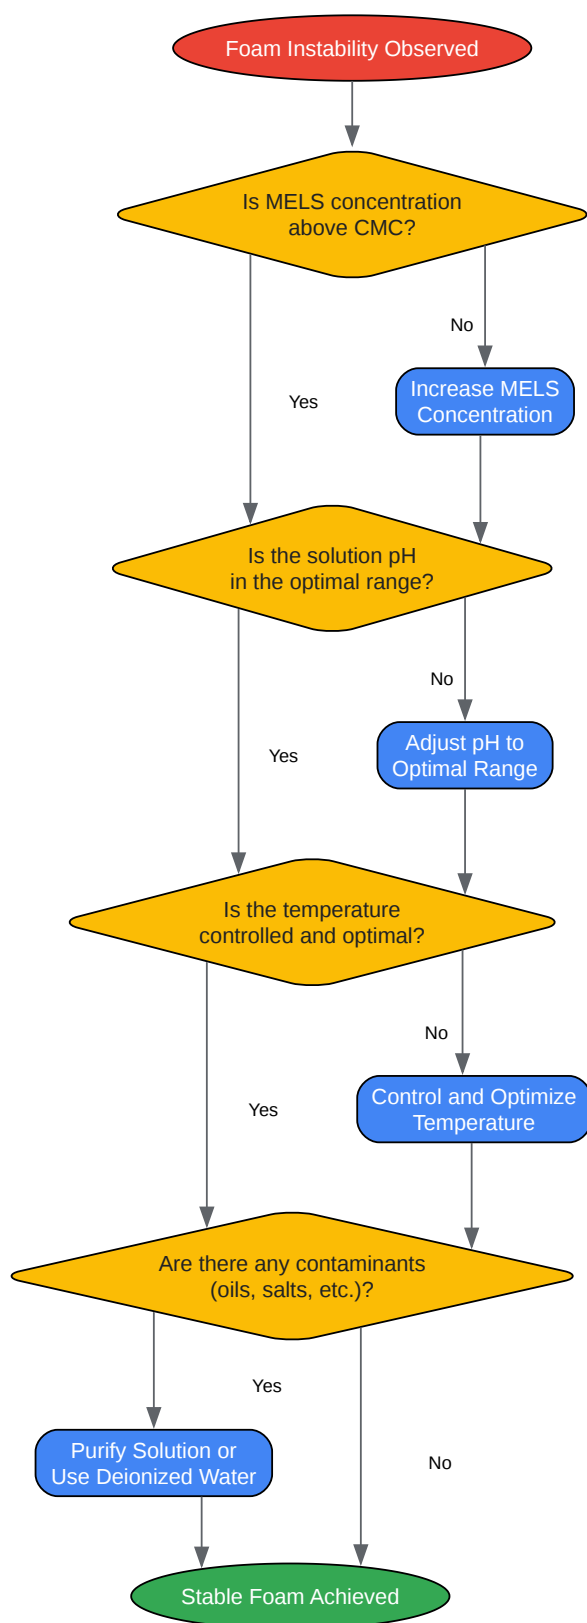 Foam Instability Observed
Is MELS concentration
above CMC?
No
Increase MELS
Concentration
Yes
Is the solution pH
in the optimal range?
No
Adjust pH to
Optimal Range
Yes
Is the temperature
controlled and optimal?
No
Control and Optimize
Temperature
Yes
Are there any contaminants
(oils, salts, etc.)?
Yes
Purify Solution or
Use Deionized Water
No
Stable Foam Achieved